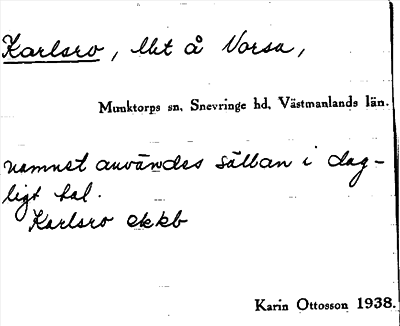 Karlsro, lht å Vorsa,
Munktorps sn, Snevringe hd, Västmanlands län.
namnet användes sällan i dag-
ligt tal.
Karlsro ekkb
Karin Ottosson 1938.